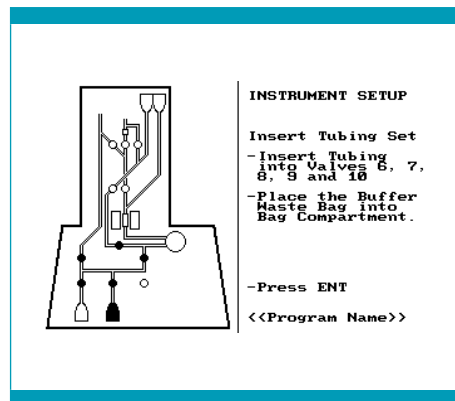 INSTRUMENT SETUP
Insert Tubing Set
-Insert Tubing
into Valves 6, 7,
8, 9 and 10
-Place the Buffer
Waste Bag into
Bag Compartment.
-Press ENT
<<Program Name>>